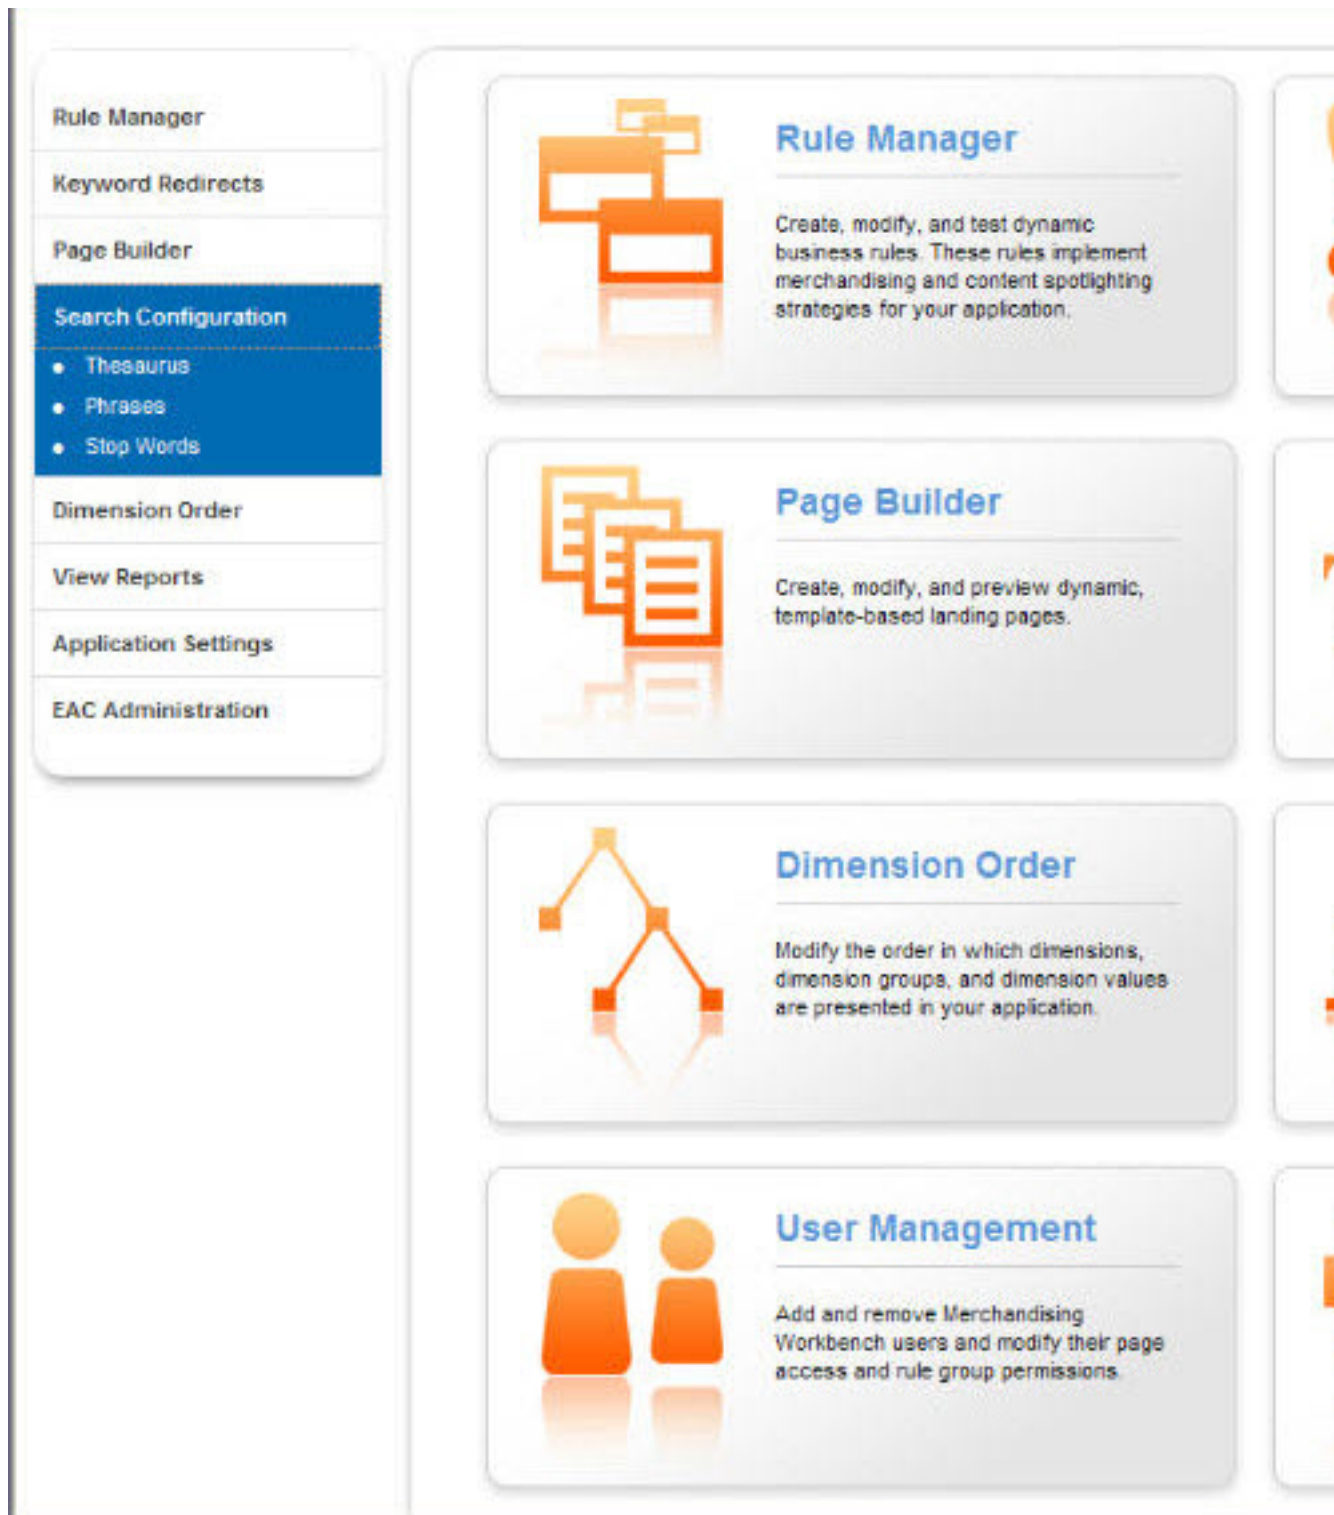 Rule Manager
Keyword Redirects
Page Builder
Search Configuration
Thesaurus
Phrases
Stop Words
Dimension Order
View Reports
Application Settings
EAC Administration
Rule Manager
Create, modify, and test dynamic
business rules. These rules implement
merchandising and content spotlighting
strategies for your application.
Page Builder
Create, modify, and preview dynamic,
template-based landing pages.
Dimension Order
Modify the order in which dimensions,
dimension groups, and dimension values
are presented in your application.
User Management
Add and remove Merchandising
Workbench users and modify their page
access and rule group permissions.